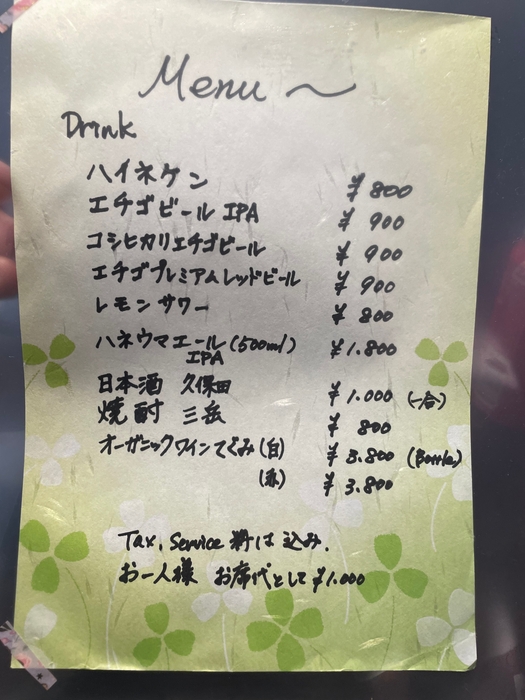 Menu 〜
Drink
ハイネケン ¥800
エチゴビール IPA ¥900
コシヒカリエチゴビール ¥900
エチゴプレミアムレッドビール ¥900
レモンサワー ¥800
ハネウマエール (500ml) ¥1.800
IPA
日本酒 久保田 ¥1.000 (一合)
焼酎 三岳 ¥800
オーガニックワインてぐみ (白) ¥3.800 (Bottle)
(赤) ¥3.800
Tax, Service 料は込み.
お一人様 お席代として ¥1.000